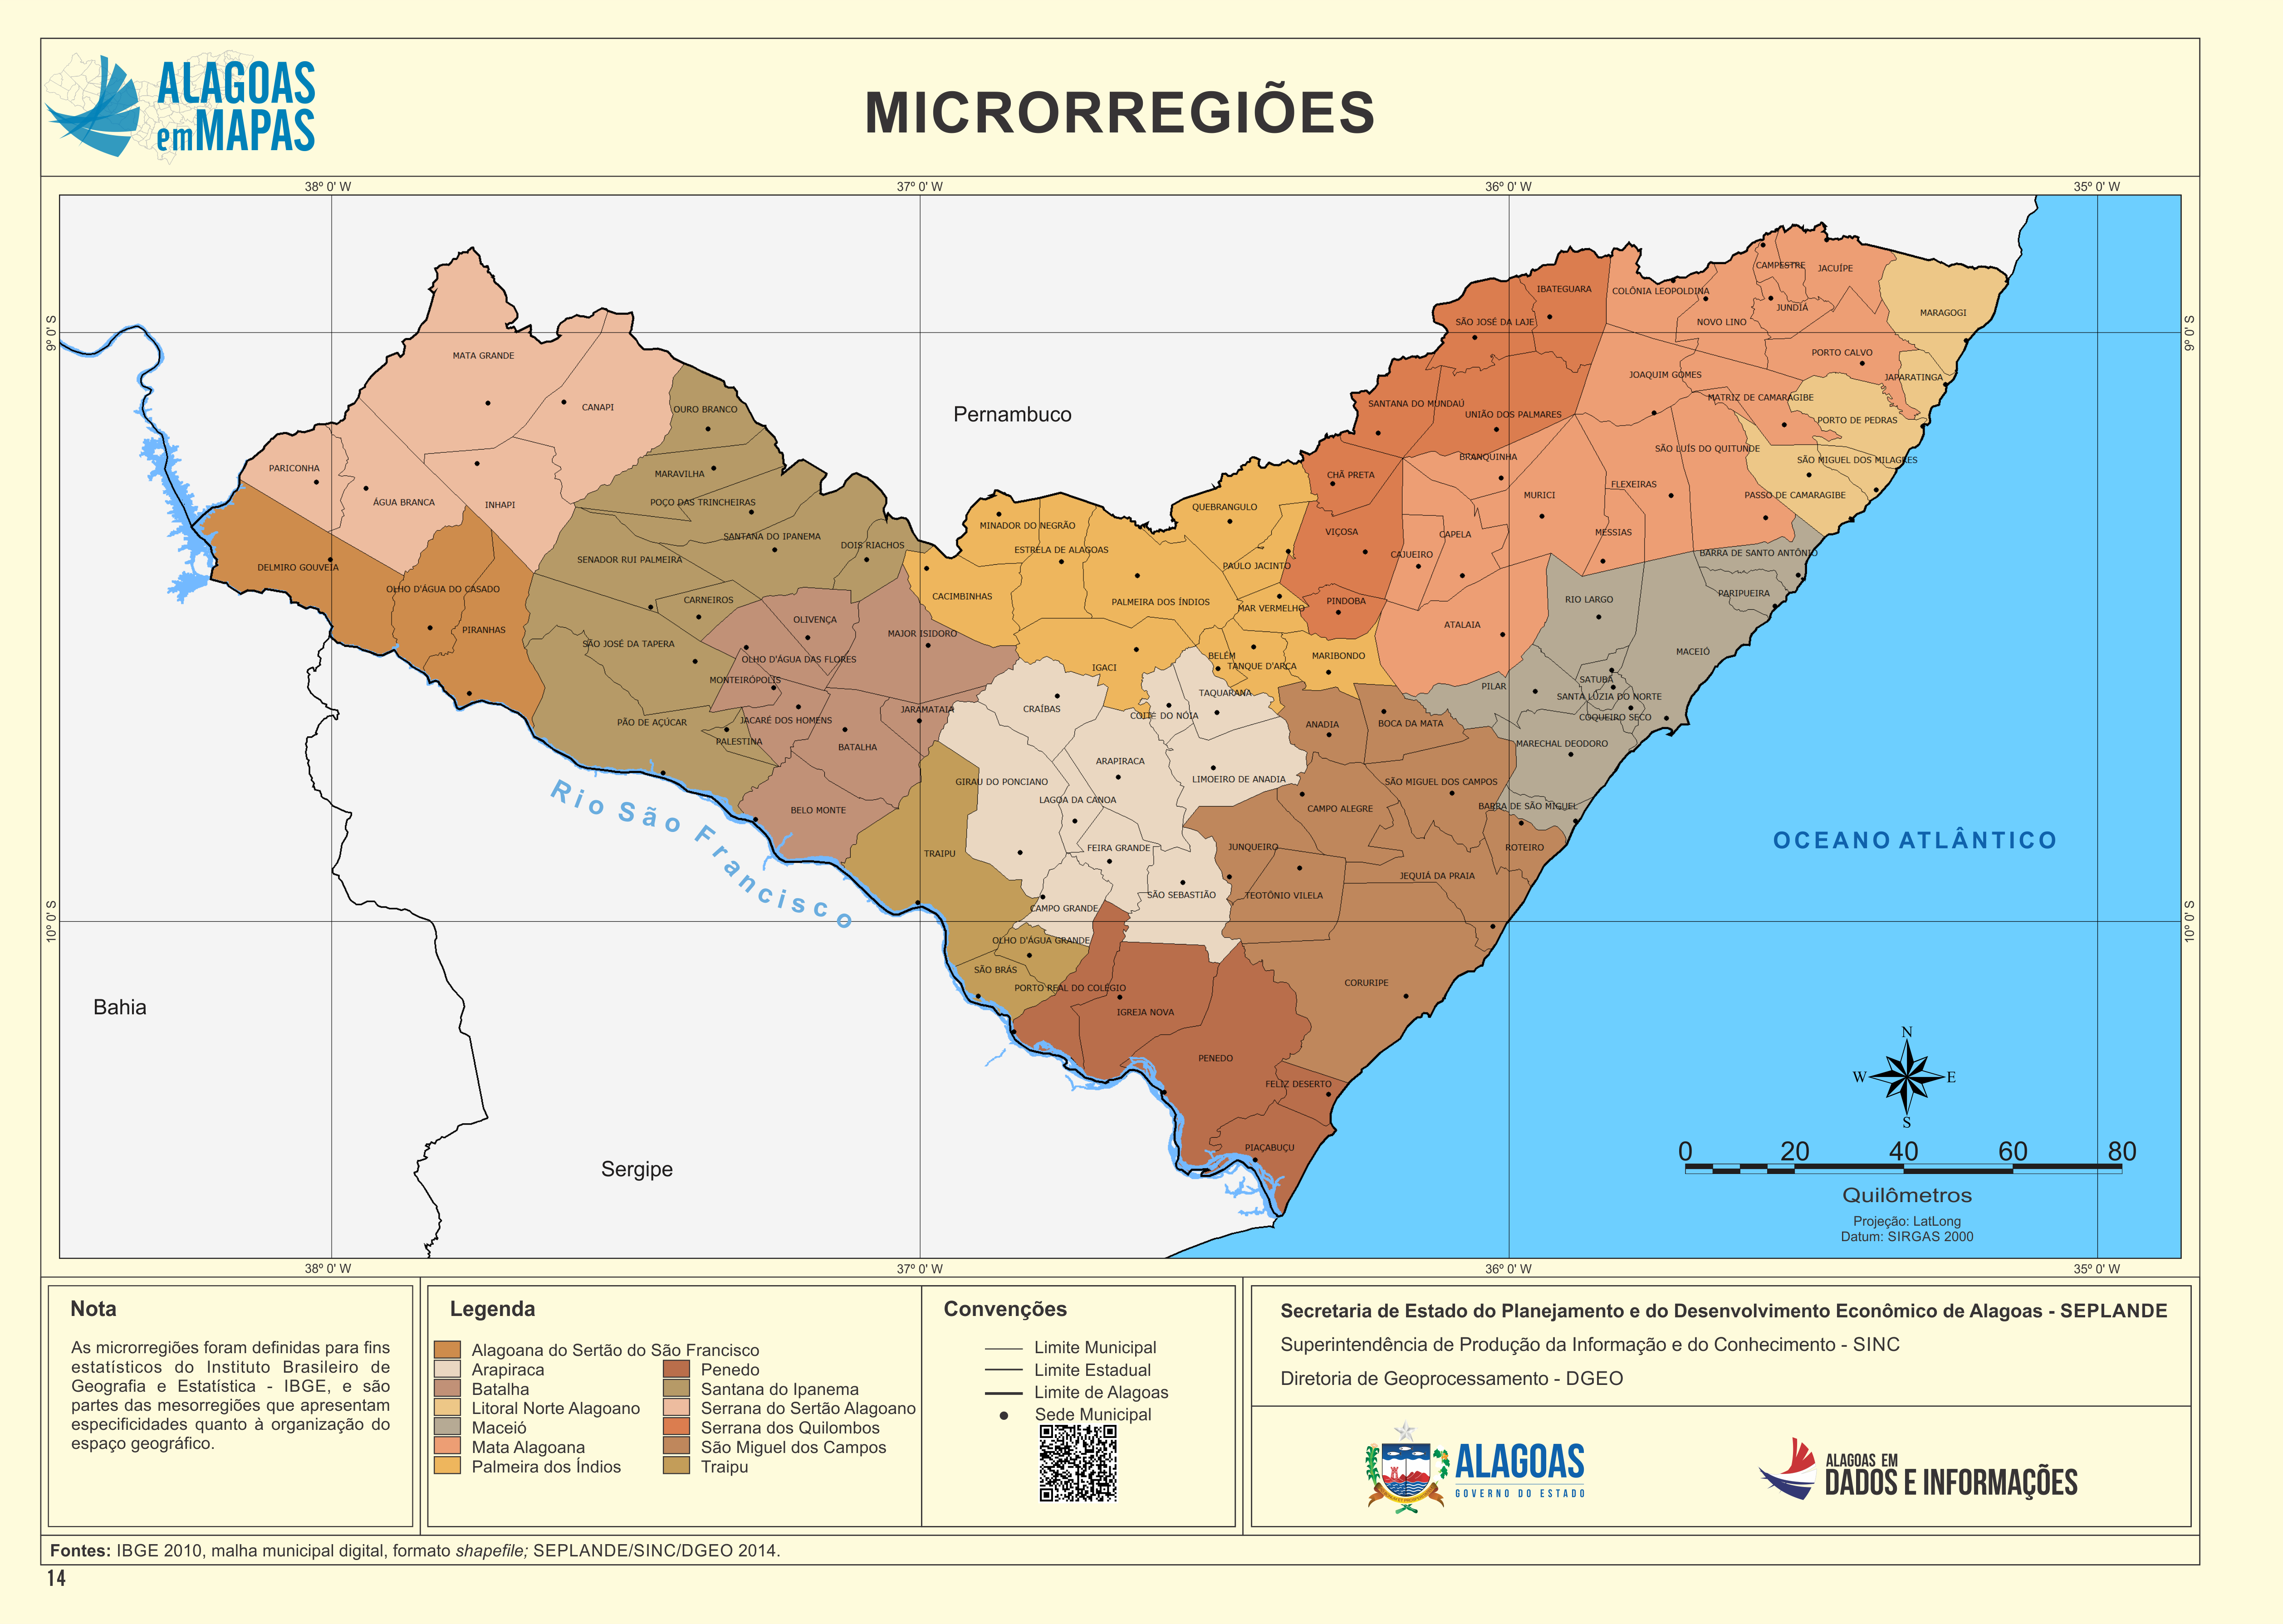 ALAGOAS
emMAPAS
MICRORREGIÕES
38º 0' W
37º 0' W
36º 0' W
35º 0' W
9º 0' S
9º 0' S
10º 0' S
10º 0' S
Pernambuco
Bahia
Sergipe
Rio São Francisco
OCEANO ATLÂNTICO
MATA GRANDE
CANAPI
PARICONHA
ÁGUA BRANCA
INHAPI
DELMIRO GOUVEIA
OLHO D'ÁGUA DO CASADO
PIRANHAS
OURO BRANCO
MARAVILHA
POÇO DAS TRINCHEIRAS
SANTANA DO IPANEMA
DOIS RIACHOS
SENADOR RUI PALMEIRA
CARNEIROS
SÃO JOSÉ DA TAPERA
PÃO DE AÇÚCAR
PALESTINA
OLIVENÇA
MAJOR ISIDORO
OLHO D'ÁGUA DAS FLORES
MONTEIRÓPOLIS
JACARÉ DOS HOMENS
JARAMATAIA
BATALHA
BELO MONTE
CACIMBINHAS
MINADOR DO NEGRÃO
ESTRELA DE ALAGOAS
PALMEIRA DOS ÍNDIOS
QUEBRANGULO
PAULO JACINTO
MAR VERMELHO
BELÉM
TANQUE D'ARCA
MARIBONDO
IGACI
CRAÍBAS
COITÉ DO NÓIA
TAQUARANA
ARAPIRACA
LIMOEIRO DE ANADIA
GIRAU DO PONCIANO
LAGOA DA CANOA
FEIRA GRANDE
SÃO SEBASTIÃO
CAMPO GRANDE
TRAIPU
OLHO D'ÁGUA GRANDE
SÃO BRÁS
PORTO REAL DO COLÉGIO
IGREJA NOVA
PENEDO
FELIZ DESERTO
PIAÇABUÇU
IBATEGUARA
SÃO JOSÉ DA LAJE
SANTANA DO MUNDAÚ
UNIÃO DOS PALMARES
CHÃ PRETA
VIÇOSA
PINDOBA
COLÔNIA LEOPOLDINA
CAMPESTRE
JACUÍPE
JUNDIÁ
NOVO LINO
MARAGOGI
PORTO CALVO
JAPARATINGA
JOAQUIM GOMES
MATRIZ DE CAMARAGIBE
PORTO DE PEDRAS
SÃO LUÍS DO QUITUNDE
SÃO MIGUEL DOS MILAGRES
PASSO DE CAMARAGIBE
BRANQUINHA
MURICI
FLEXEIRAS
MESSIAS
CAPELA
CAJUEIRO
ATALAIA
BARRA DE SANTO ANTÔNIO
PARIPUEIRA
RIO LARGO
MACEIÓ
PILAR
SATUBA
SANTA LUZIA DO NORTE
COQUEIRO SECO
MARECHAL DEODORO
BARRA DE SÃO MIGUEL
ANADIA
BOCA DA MATA
SÃO MIGUEL DOS CAMPOS
CAMPO ALEGRE
ROTEIRO
JUNQUEIRO
TEOTÔNIO VILELA
JEQUIÁ DA PRAIA
CORURIPE
N
W
E
S
0 20 40 60 80
Quilômetros
Projeção: LatLong
Datum: SIRGAS 2000
38º 0' W
37º 0' W
36º 0' W
35º 0' W
Nota
As microrregiões foram definidas para fins
estatísticos do Instituto Brasileiro de
Geografia e Estatística - IBGE, e são
partes das mesorregiões que apresentam
especificidades quanto à organização do
espaço geográfico.
Legenda
Alagoana do Sertão do São Francisco
Arapiraca
Batalha
Litoral Norte Alagoano
Maceió
Mata Alagoana
Palmeira dos Índios
Penedo
Santana do Ipanema
Serrana do Sertão Alagoano
Serrana dos Quilombos
São Miguel dos Campos
Traipu
Convenções
Limite Municipal
Limite Estadual
Limite de Alagoas
Sede Municipal
Secretaria de Estado do Planejamento e do Desenvolvimento Econômico de Alagoas - SEPLANDE
Superintendência de Produção da Informação e do Conhecimento - SINC
Diretoria de Geoprocessamento - DGEO
ALAGOAS
GOVERNO DO ESTADO
ALAGOAS EM
DADOS E INFORMAÇÕES
Fontes: IBGE 2010, malha municipal digital, formato shapefile; SEPLANDE/SINC/DGEO 2014.
14